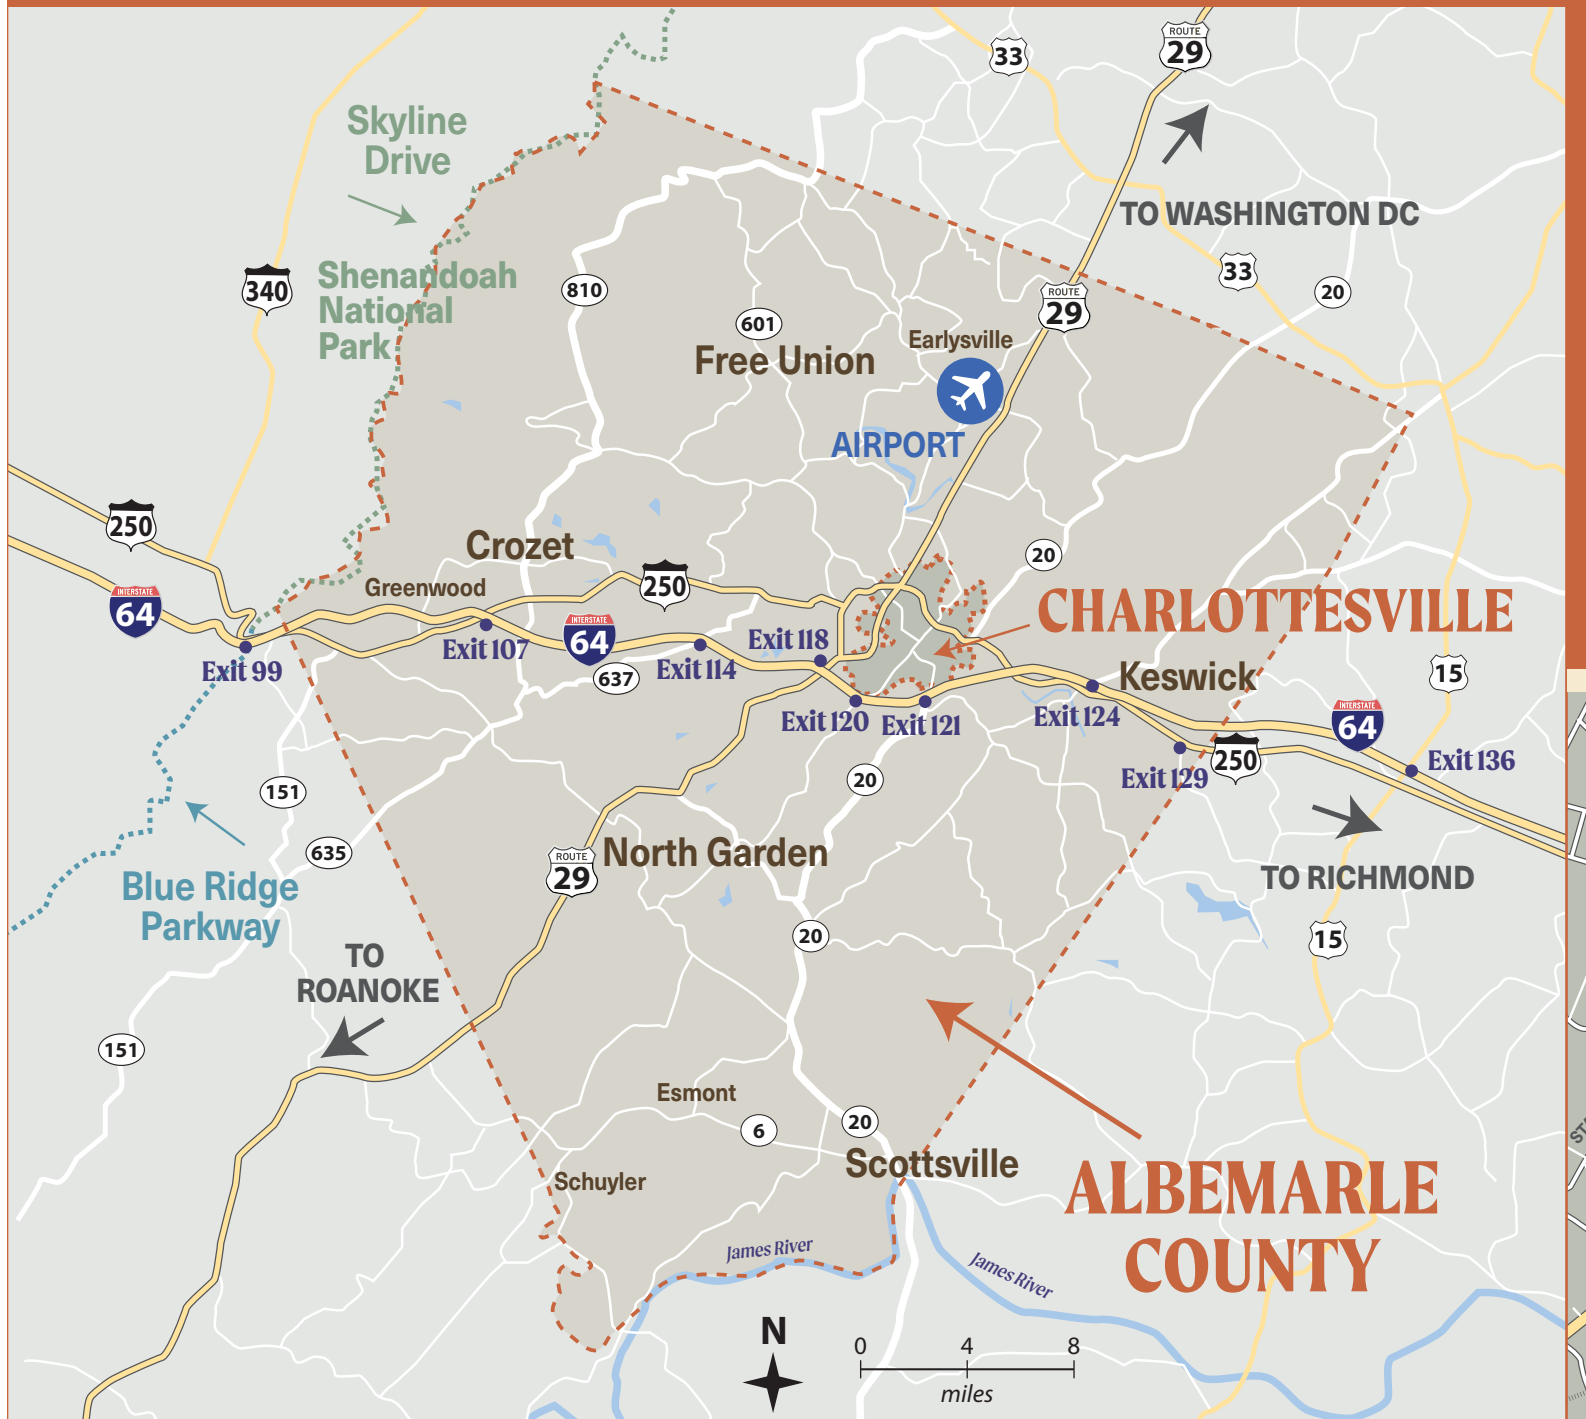 ROUTE
29
33
Skyline
Drive
TO WASHINGTON DC
33
20
Shenandoah
National
Park
340
810
ROUTE
29
601
Earlysville
Free Union
AIRPORT
250
Crozet
20
Greenwood
250
INTERSTATE
64
CHARLOTTESVILLE
INTERSTATE
64
Exit 107
Exit 118
Exit 99
Exit 114
637
Keswick
15
Exit 120
Exit 121
Exit 124
INTERSTATE
64
250
Exit 136
Exit 129
20
151
635
North Garden
ROUTE
29
TO RICHMOND
Blue Ridge
Parkway
20
15
TO
ROANOKE
151
Esmont
6
20
Scottsville
Schuyler
ALBEMARLE
COUNTY
James River
James River
N
0 4 8
miles